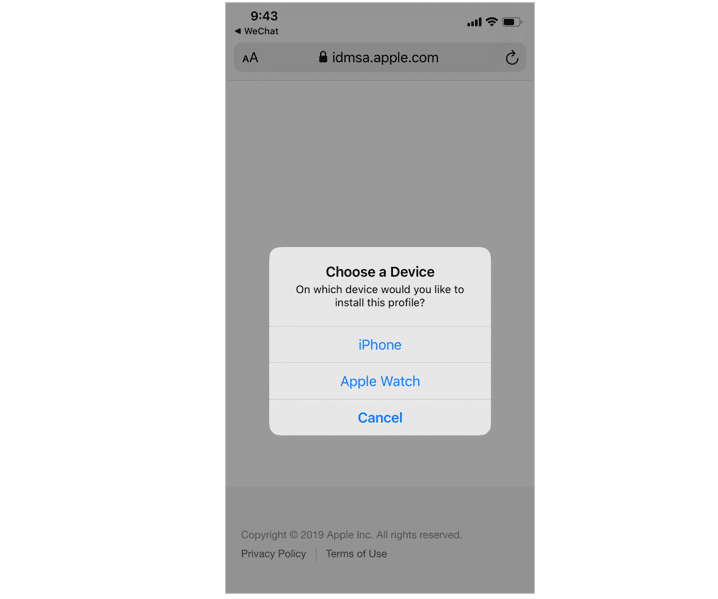 9:43
◀ WeChat
AA idmsa.apple.com
Choose a Device
On which device would you like to
install this profile?
iPhone
Apple Watch
Cancel
Copyright © 2019 Apple Inc. All rights reserved.
Privacy Policy | Terms of Use